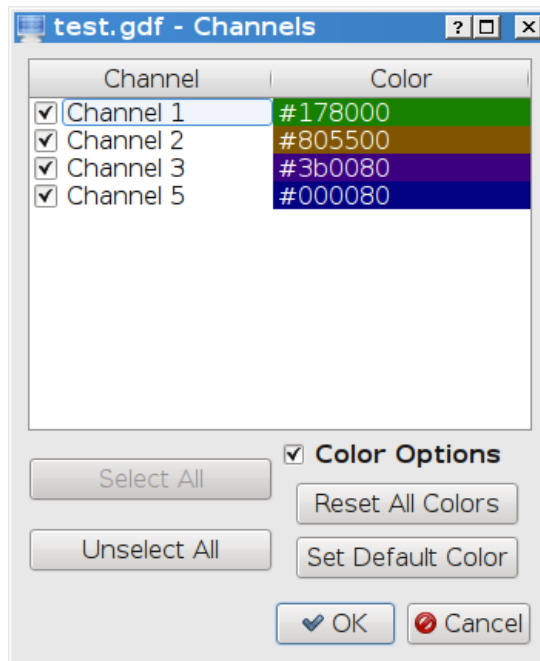 test.gdf - Channels
Channel Color
Channel 1 #178000
Channel 2 #805500
Channel 3 #3b0080
Channel 5 #000080
Color Options
Select All
Reset All Colors
Unselect All
Set Default Color
OK Cancel